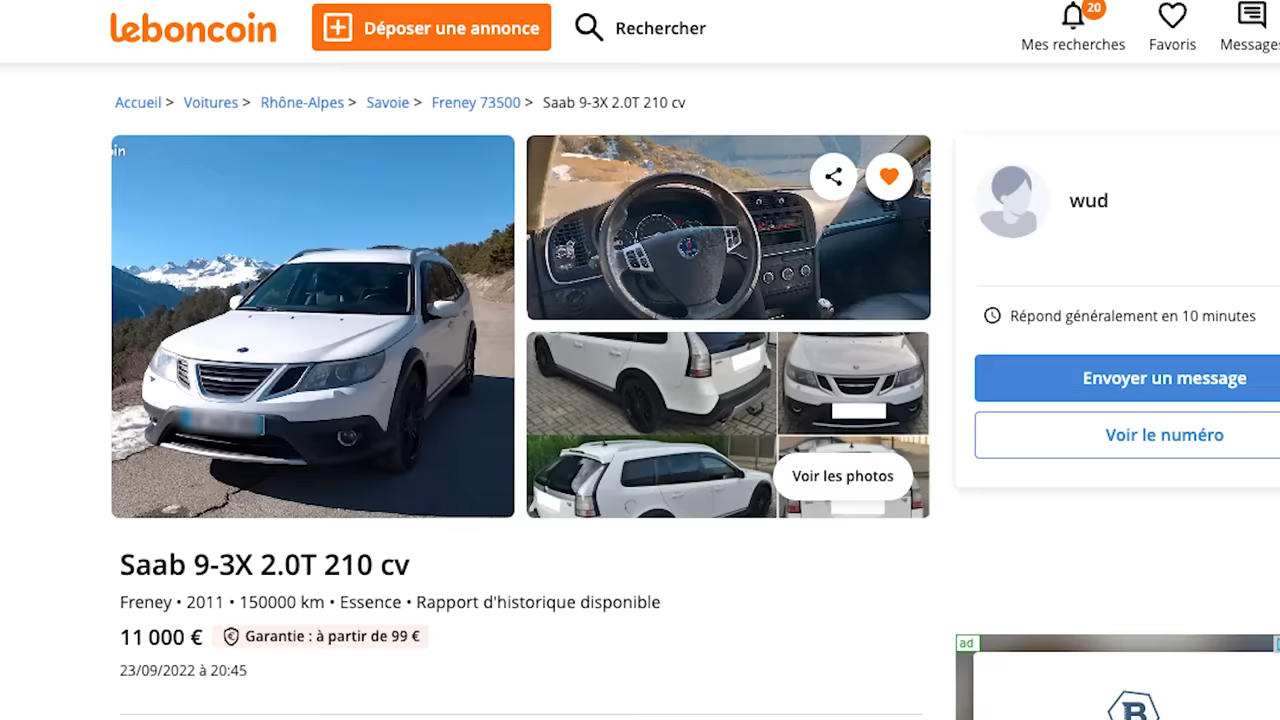 leboncoin
Déposer une annonce
Rechercher
20
Mes recherches
Favoris
Messages
Accueil > Voitures > Rhône-Alpes > Savoie > Freney 73500 > Saab 9-3X 2.0T 210 cv
wud
Répond généralement en 10 minutes
Envoyer un message
Voir le numéro
Voir les photos
Saab 9-3X 2.0T 210 cv
Freney • 2011 • 150000 km • Essence • Rapport d'historique disponible
11 000 € Garantie : à partir de 99 €
23/09/2022 à 20:45
ad
B